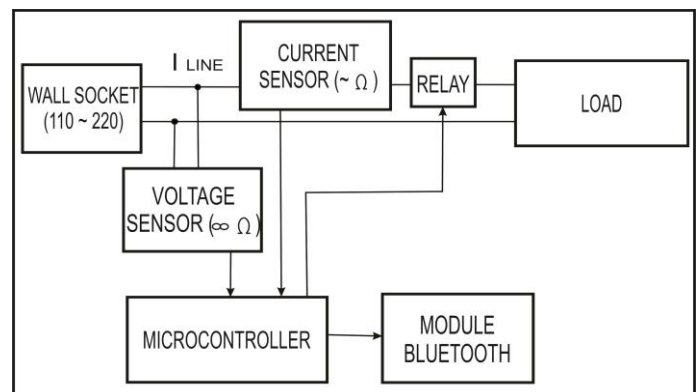 I LINE
CURRENT
SENSOR (~ Ω)
RELAY
WALL SOCKET
(110 ~ 220)
LOAD
VOLTAGE
SENSOR (∞ Ω)
MICROCONTROLLER
MODULE
BLUETOOTH